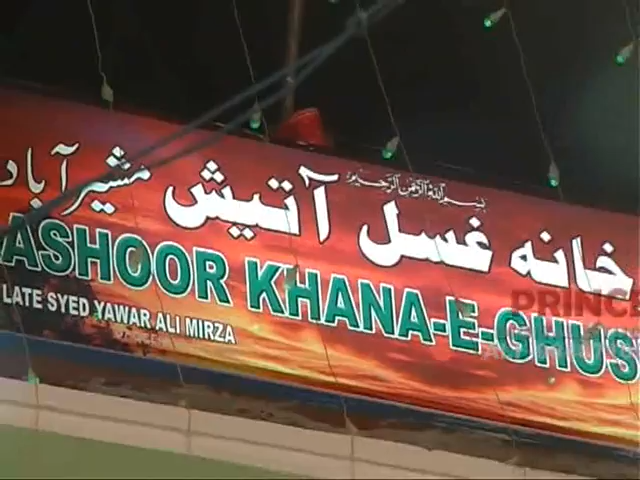 بسم اللہ الرحمن الرحیم
خانہ غسل آتیش مشیر آباد
ASHOOR KHANA-E-GHUS
LATE SYED YAWAR ALI MIRZA
PRINCE